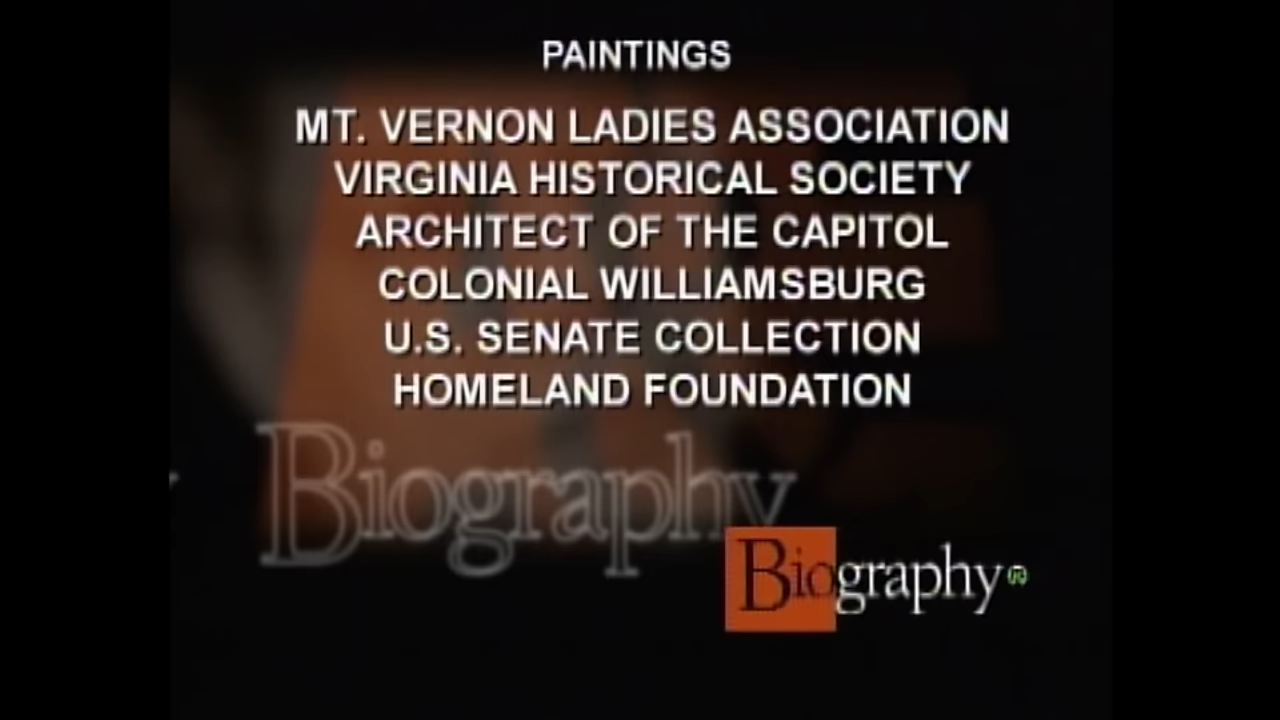 PAINTINGS
MT. VERNON LADIES ASSOCIATION
VIRGINIA HISTORICAL SOCIETY
ARCHITECT OF THE CAPITOL
COLONIAL WILLIAMSBURG
U.S. SENATE COLLECTION
HOMELAND FOUNDATION
Biography
Biography